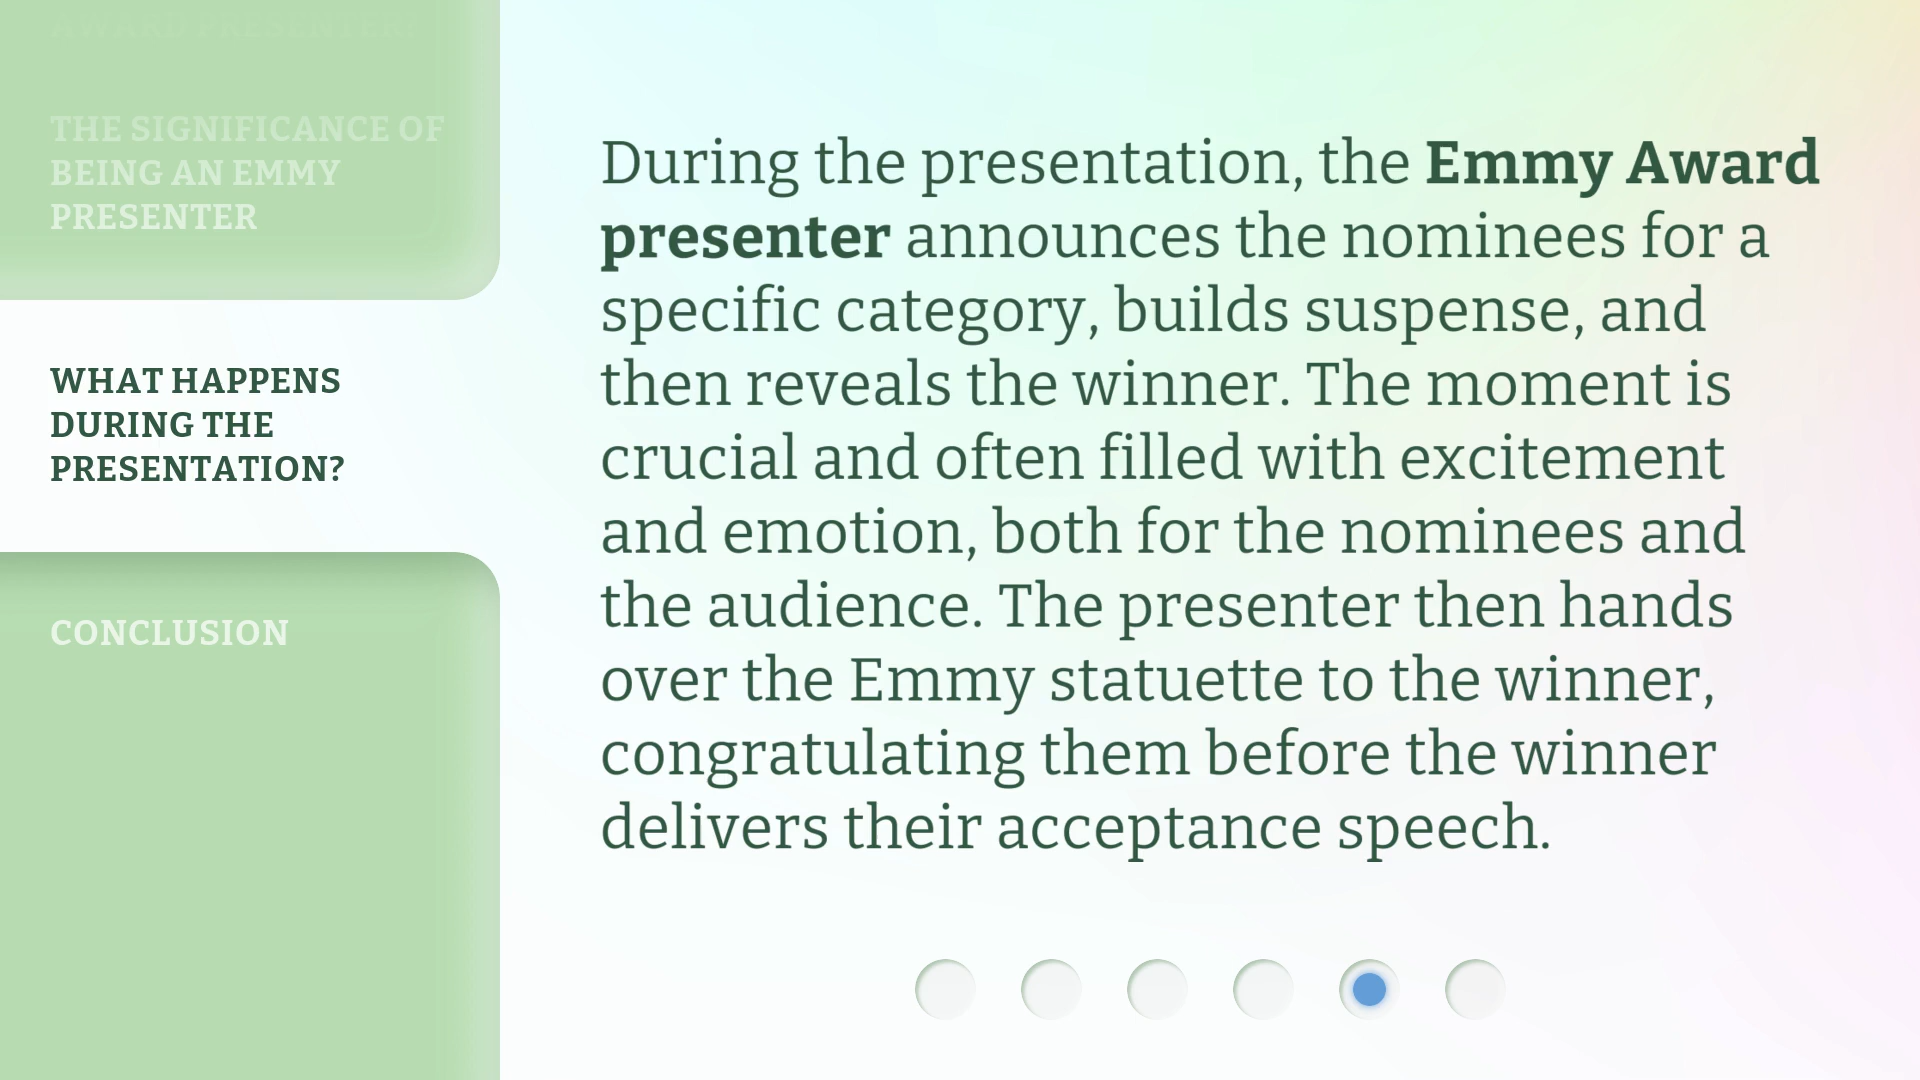 AWARD PRESENTER?
THE SIGNIFICANCE OF
BEING AN EMMY
PRESENTER
WHAT HAPPENS
DURING THE
PRESENTATION?
CONCLUSION
During the presentation, the Emmy Award
presenter announces the nominees for a
specific category, builds suspense, and
then reveals the winner. The moment is
crucial and often filled with excitement
and emotion, both for the nominees and
the audience. The presenter then hands
over the Emmy statuette to the winner,
congratulating them before the winner
delivers their acceptance speech.